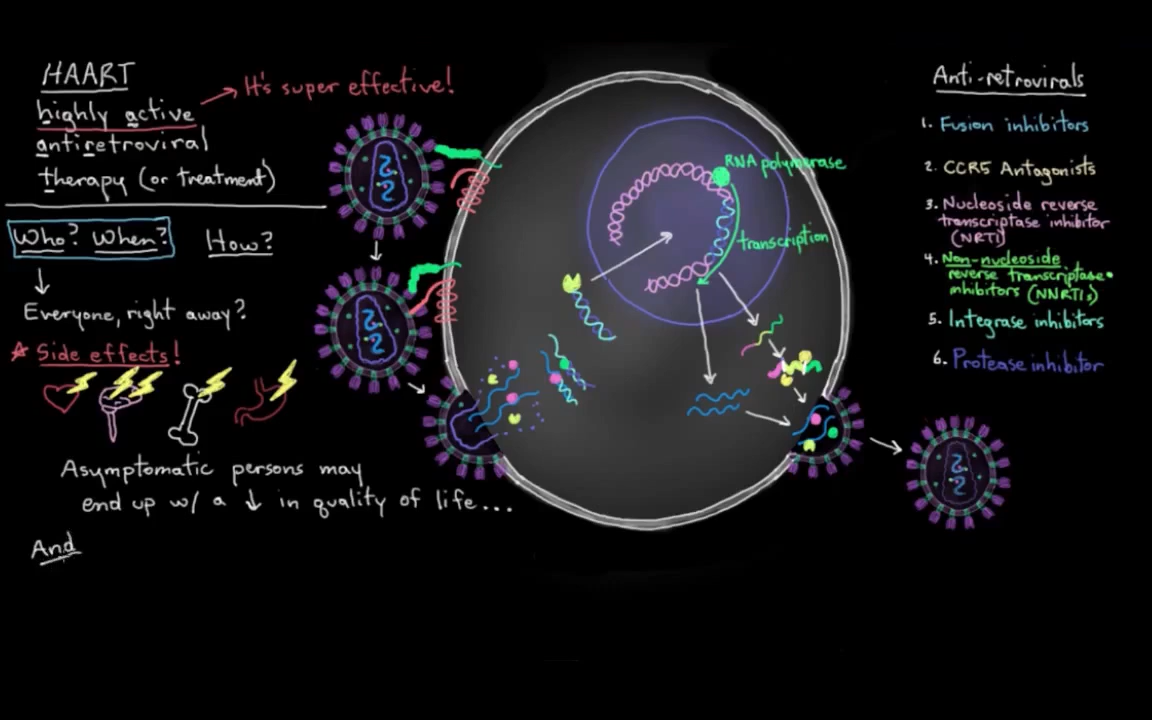 HAART
highly active
antiretroviral
therapy (or treatment)
It's super effective!
Who? When? How?
Everyone, right away?
Side effects!
Asymptomatic persons may
end up w/ a ↓ in quality of life...
And
RNA polymerase
transcription
Anti-retrovirals
1. Fusion inhibitors
2. CCR5 Antagonists
3. Nucleoside reverse
transcriptase inhibitor
(NRTI)
4. Non-nucleoside
reverse transcriptase
inhibitors (NNRTIs)
5. Integrase inhibitors
6. Protease inhibitor